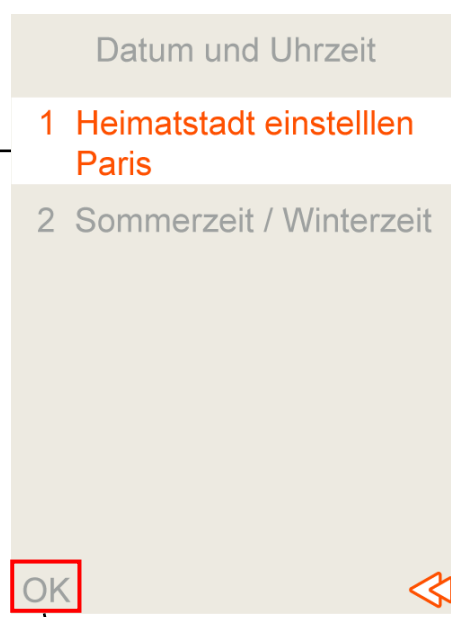 Datum und Uhrzeit
1 Heimatstadt einstelllen
Paris
2 Sommerzeit / Winterzeit
OK